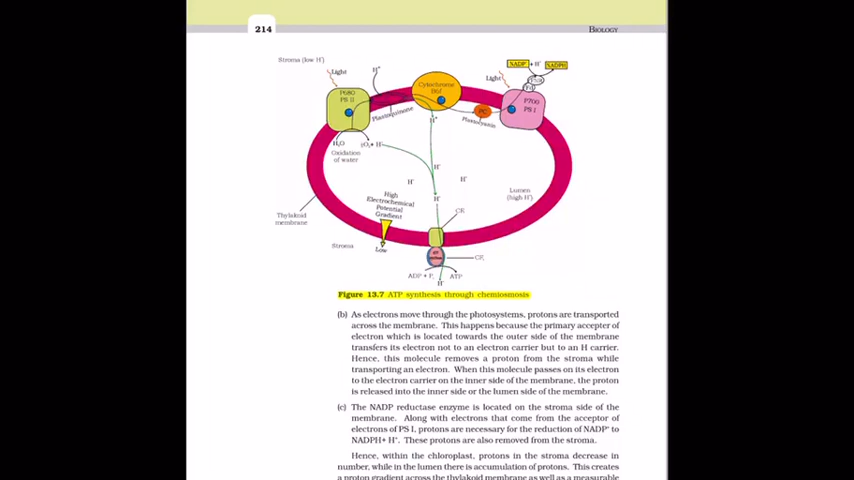 214
BIOLOGY
Stroma (low H⁺)
Light
H⁺
Cytochrome
B6f
Light
NADP⁺ + H⁺
NADPH
FNR
Fd
P680
PS II
Plastoquinone
PC
Plastocyanin
P700
PS I
H⁺
H₂O
Oxidation
of water
H⁺
H⁺
H⁺
High
Electrochemical
Potential
Gradient
H⁺
Lumen
(high H⁺)
CF₀
Thylakoid
membrane
Stroma
Low
CF₁
ADP + Pᵢ
ATP
H⁺
Figure 13.7 ATP synthesis through chemiosmosis
(b) As electrons move through the photosystems, protons are transported
across the membrane. This happens because the primary accepter of
electron which is located towards the outer side of the membrane
transfers its electron not to an electron carrier but to an H carrier.
Hence, this molecule removes a proton from the stroma while
transporting an electron. When this molecule passes on its electron
to the electron carrier on the inner side of the membrane, the proton
is released into the inner side or the lumen side of the membrane.
(c) The NADP reductase enzyme is located on the stroma side of the
membrane. Along with electrons that come from the acceptor of
electrons of PS I, protons are necessary for the reduction of NADP⁺ to
NADPH+ H⁺. These protons are also removed from the stroma.
Hence, within the chloroplast, protons in the stroma decrease in
number, while in the lumen there is accumulation of protons. This creates
a proton gradient across the thylakoid membrane as well as a measurable